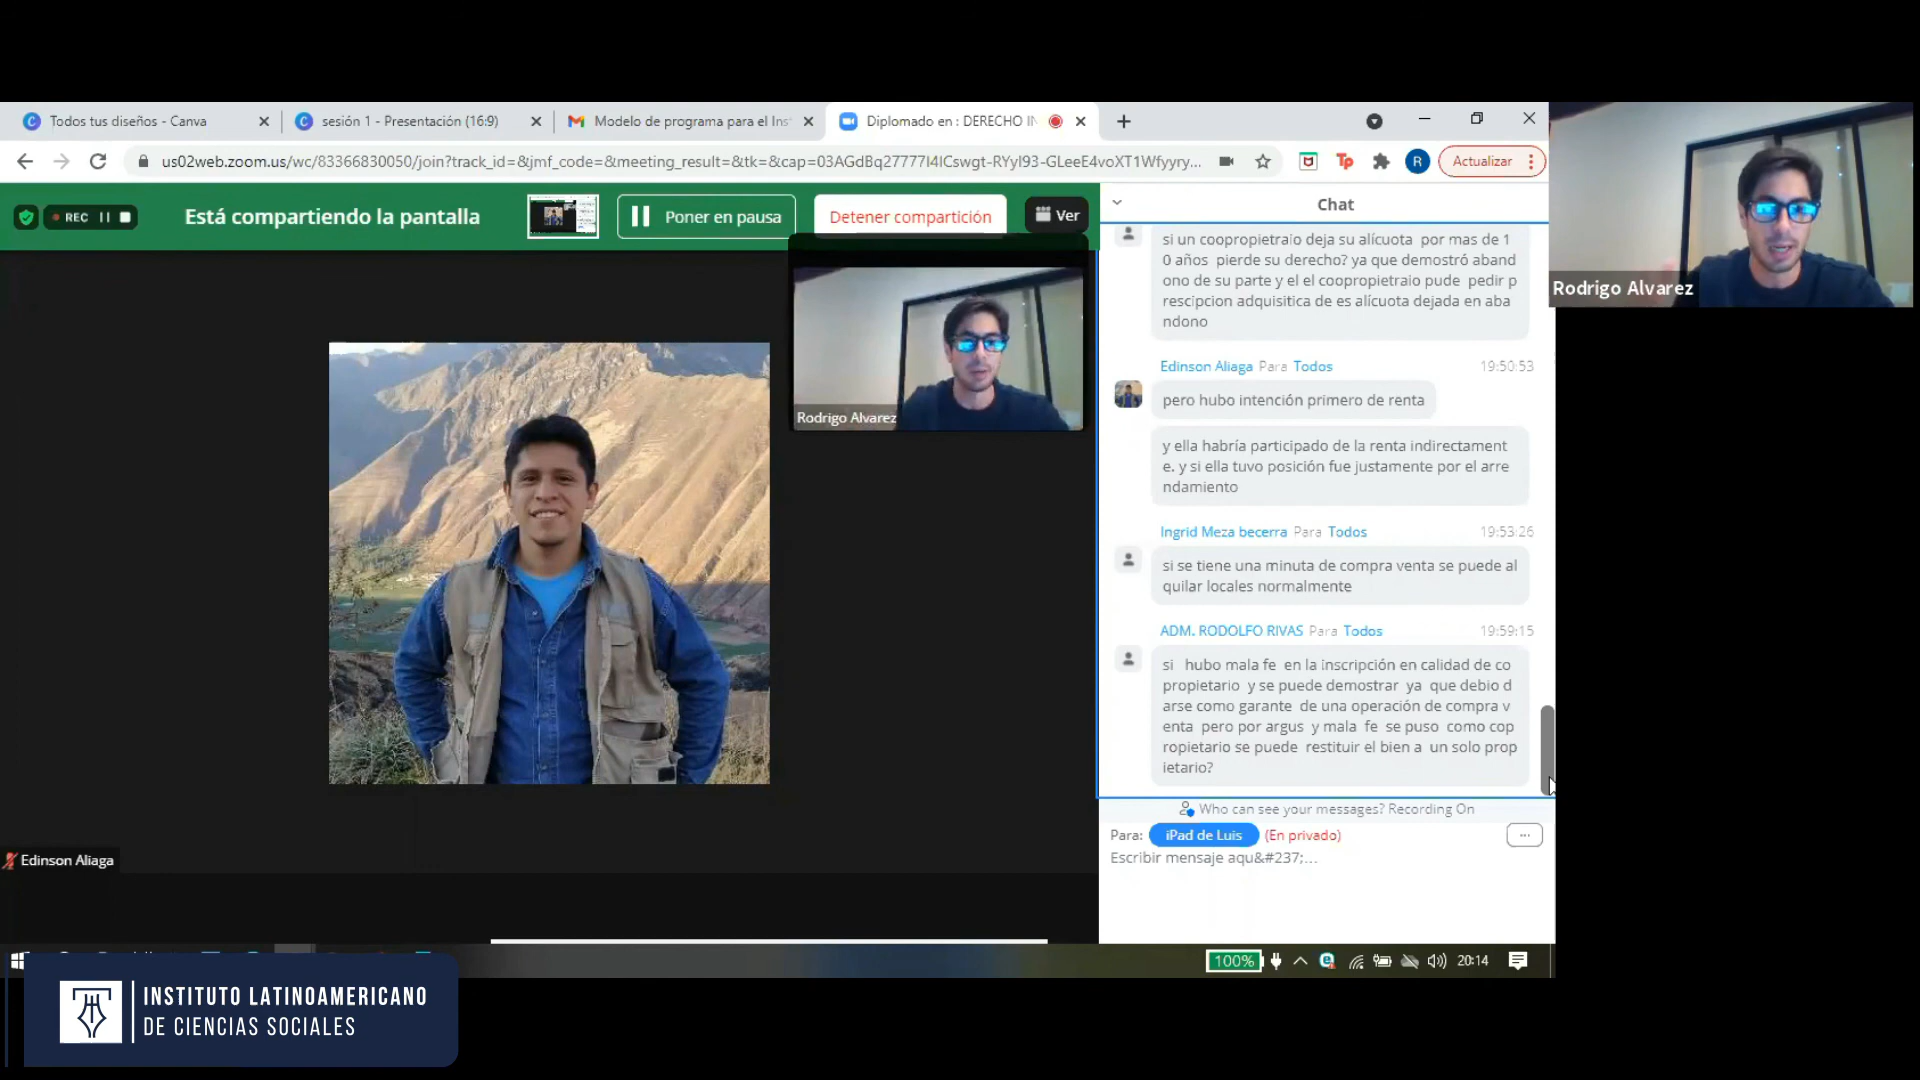 Todos tus diseños - Canva
sesión 1 - Presentación (16:9)
Modelo de programa para el Ins
Diplomado en : DERECHO IN
us02web.zoom.us/wc/83366830050/join?track_id=&jmf_code=&meeting_result=&tk=&cap=03AGdBq27777I4ICswgt-RYyI93-GLeeE4voXT1Wfyyry...
R
Actualizar
REC
Está compartiendo la pantalla
Poner en pausa
Detener compartición
Ver
Rodrigo Alvarez
Edinson Aliaga
Chat
si un coopropietraio deja su alícuota por mas de 1
0 años pierde su derecho? ya que demostró aband
ono de su parte y el el coopropietraio pude pedir p
rescipcion adquisitica de es alícuota dejada en aba
ndono
Edinson Aliaga Para Todos 19:50:53
pero hubo intención primero de renta
y ella habría participado de la renta indirectament
e. y si ella tuvo posición fue justamente por el arre
ndamiento
Ingrid Meza becerra Para Todos 19:53:26
si se tiene una minuta de compra venta se puede al
quilar locales normalmente
ADM. RODOLFO RIVAS Para Todos 19:59:15
si hubo mala fe en la inscripción en calidad de co
propietario y se puede demostrar ya que debio d
arse como garante de una operación de compra v
enta pero por argus y mala fe se puso como cop
ropietario se puede restituir el bien a un solo prop
ietario?
Who can see your messages? Recording On
Para: iPad de Luis (En privado)
Escribir mensaje aqu&#237;...
Rodrigo Alvarez
100%
20:14
INSTITUTO LATINOAMERICANO
DE CIENCIAS SOCIALES